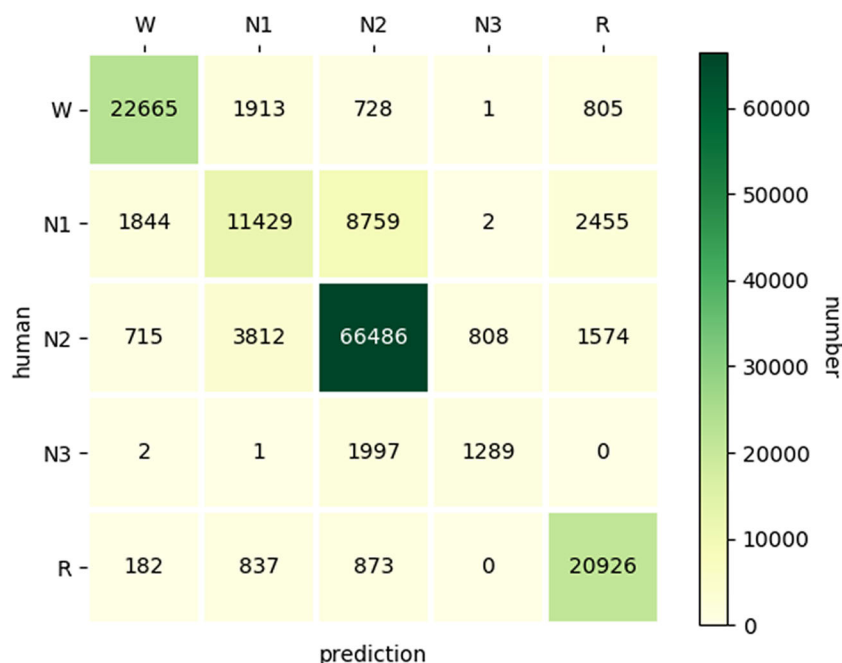 W N1 N2 N3 R
W 22665 1913 728 1 805
N1 1844 11429 8759 2 2455
N2 715 3812 66486 808 1574
N3 2 1 1997 1289 0
R 182 837 873 0 20926
human
prediction
60000
50000
40000
30000
20000
10000
0
number